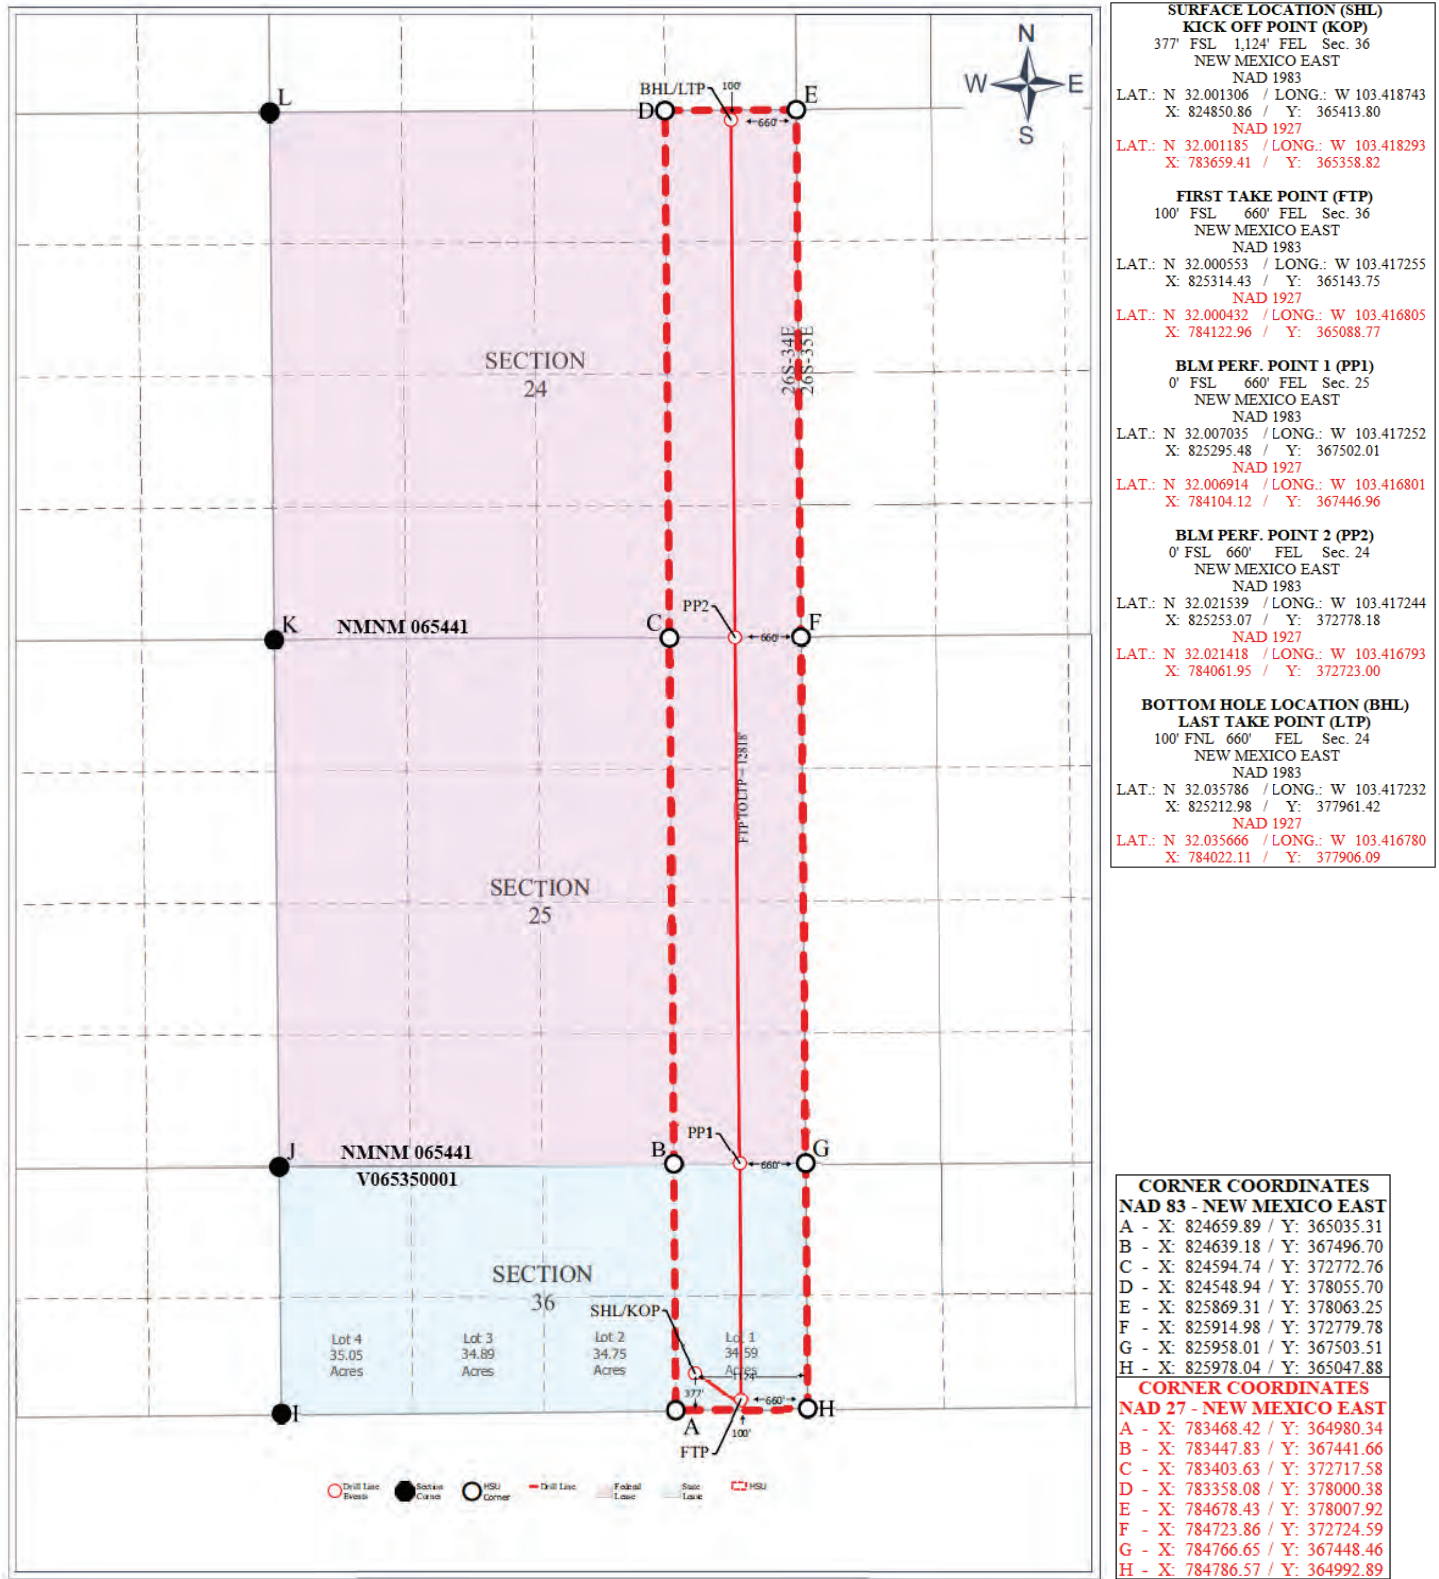 L
BHL/LTP
100'
D
E
660'
N
W
E
S
26S-34E
26S-35E
SECTION
24
K
NMNM 065441
C
PP2
660'
F
FTP TO LTP = 12818'
SECTION
25
J
NMNM 065441
V065350001
B
PP1
660'
G
SECTION
36
SHL/KOP
Lot 4
35.05
Acres
Lot 3
34.89
Acres
Lot 2
34.75
Acres
Lot 1
34.59
Acres
1124'
377'
660'
I
A
H
100'
FTP
Drill Line
Events
Section
Corner
HSU
Corner
Drill Line
Federal
Lease
State
Lease
HSU
SURFACE LOCATION (SHL)
KICK OFF POINT (KOP)
377' FSL 1,124' FEL Sec. 36
NEW MEXICO EAST
NAD 1983
LAT.: N 32.001306 / LONG.: W 103.418743
X: 824850.86 / Y: 365413.80
NAD 1927
LAT.: N 32.001185 / LONG.: W 103.418293
X: 783659.41 / Y: 365358.82
FIRST TAKE POINT (FTP)
100' FSL 660' FEL Sec. 36
NEW MEXICO EAST
NAD 1983
LAT.: N 32.000553 / LONG.: W 103.417255
X: 825314.43 / Y: 365143.75
NAD 1927
LAT.: N 32.000432 / LONG.: W 103.416805
X: 784122.96 / Y: 365088.77
BLM PERF. POINT 1 (PP1)
0' FSL 660' FEL Sec. 25
NEW MEXICO EAST
NAD 1983
LAT.: N 32.007035 / LONG.: W 103.417252
X: 825295.48 / Y: 367502.01
NAD 1927
LAT.: N 32.006914 / LONG.: W 103.416801
X: 784104.12 / Y: 367446.96
BLM PERF. POINT 2 (PP2)
0' FSL 660' FEL Sec. 24
NEW MEXICO EAST
NAD 1983
LAT.: N 32.021539 / LONG.: W 103.417244
X: 825253.07 / Y: 372778.18
NAD 1927
LAT.: N 32.021418 / LONG.: W 103.416793
X: 784061.95 / Y: 372723.00
BOTTOM HOLE LOCATION (BHL)
LAST TAKE POINT (LTP)
100' FNL 660' FEL Sec. 24
NEW MEXICO EAST
NAD 1983
LAT.: N 32.035786 / LONG.: W 103.417232
X: 825212.98 / Y: 377961.42
NAD 1927
LAT.: N 32.035666 / LONG.: W 103.416780
X: 784022.11 / Y: 377906.09
CORNER COORDINATES
NAD 83 - NEW MEXICO EAST
A - X: 824659.89 / Y: 365035.31
B - X: 824639.18 / Y: 367496.70
C - X: 824594.74 / Y: 372772.76
D - X: 824548.94 / Y: 378055.70
E - X: 825869.31 / Y: 378063.25
F - X: 825914.98 / Y: 372779.78
G - X: 825958.01 / Y: 367503.51
H - X: 825978.04 / Y: 365047.88
CORNER COORDINATES
NAD 27 - NEW MEXICO EAST
A - X: 783468.42 / Y: 364980.34
B - X: 783447.83 / Y: 367441.66
C - X: 783403.63 / Y: 372717.58
D - X: 783358.08 / Y: 378000.38
E - X: 784678.43 / Y: 378007.92
F - X: 784723.86 / Y: 372724.59
G - X: 784766.65 / Y: 367448.46
H - X: 784786.57 / Y: 364992.89